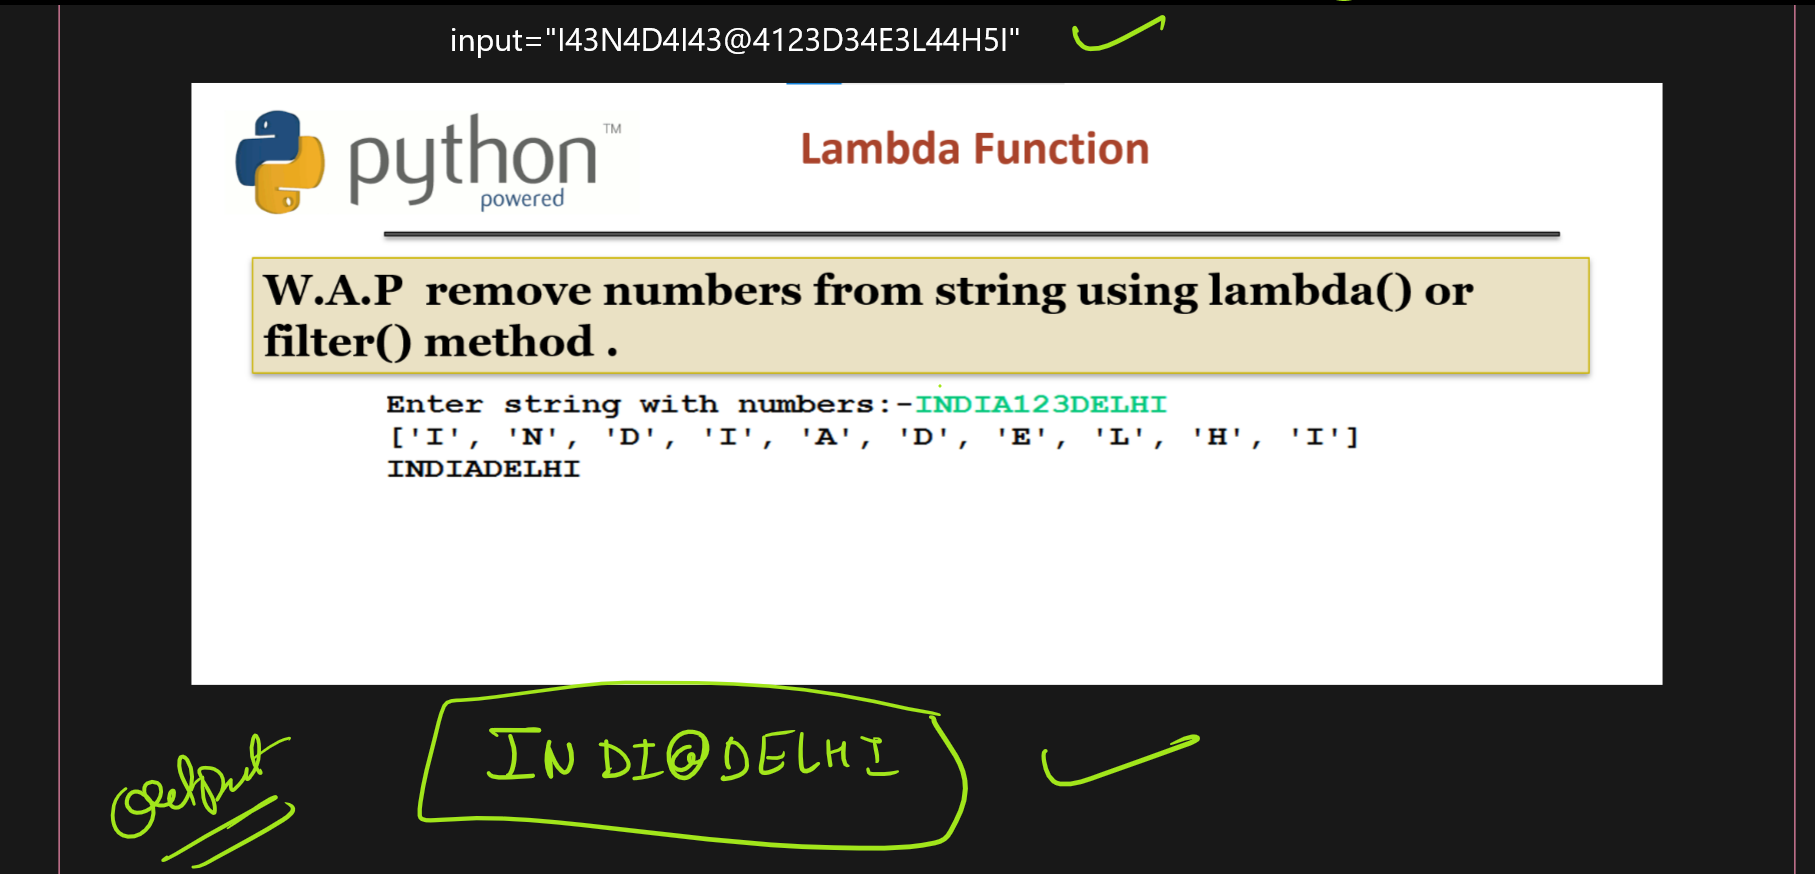 input="I43N4D4I43@4123D34E3L44H5I"
python™
powered
Lambda Function
W.A.P remove numbers from string using lambda() or
filter() method .
Enter string with numbers:-INDIA123DELHI
['I', 'N', 'D', 'I', 'A', 'D', 'E', 'L', 'H', 'I']
INDIADELHI
INDI@DELHI
output